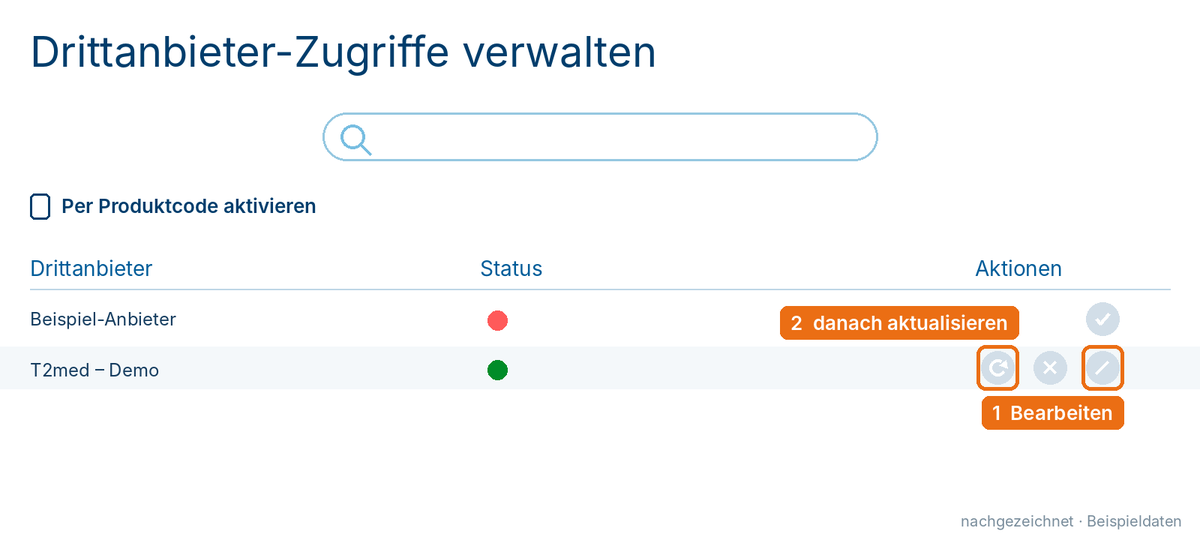 Drittanbieter-Zugriffe verwalten
Per Produktcode aktivieren
Drittanbieter Status Aktionen
Beispiel-Anbieter
2 danach aktualisieren
T2med – Demo
1 Bearbeiten
nachgezeichnet · Beispieldaten